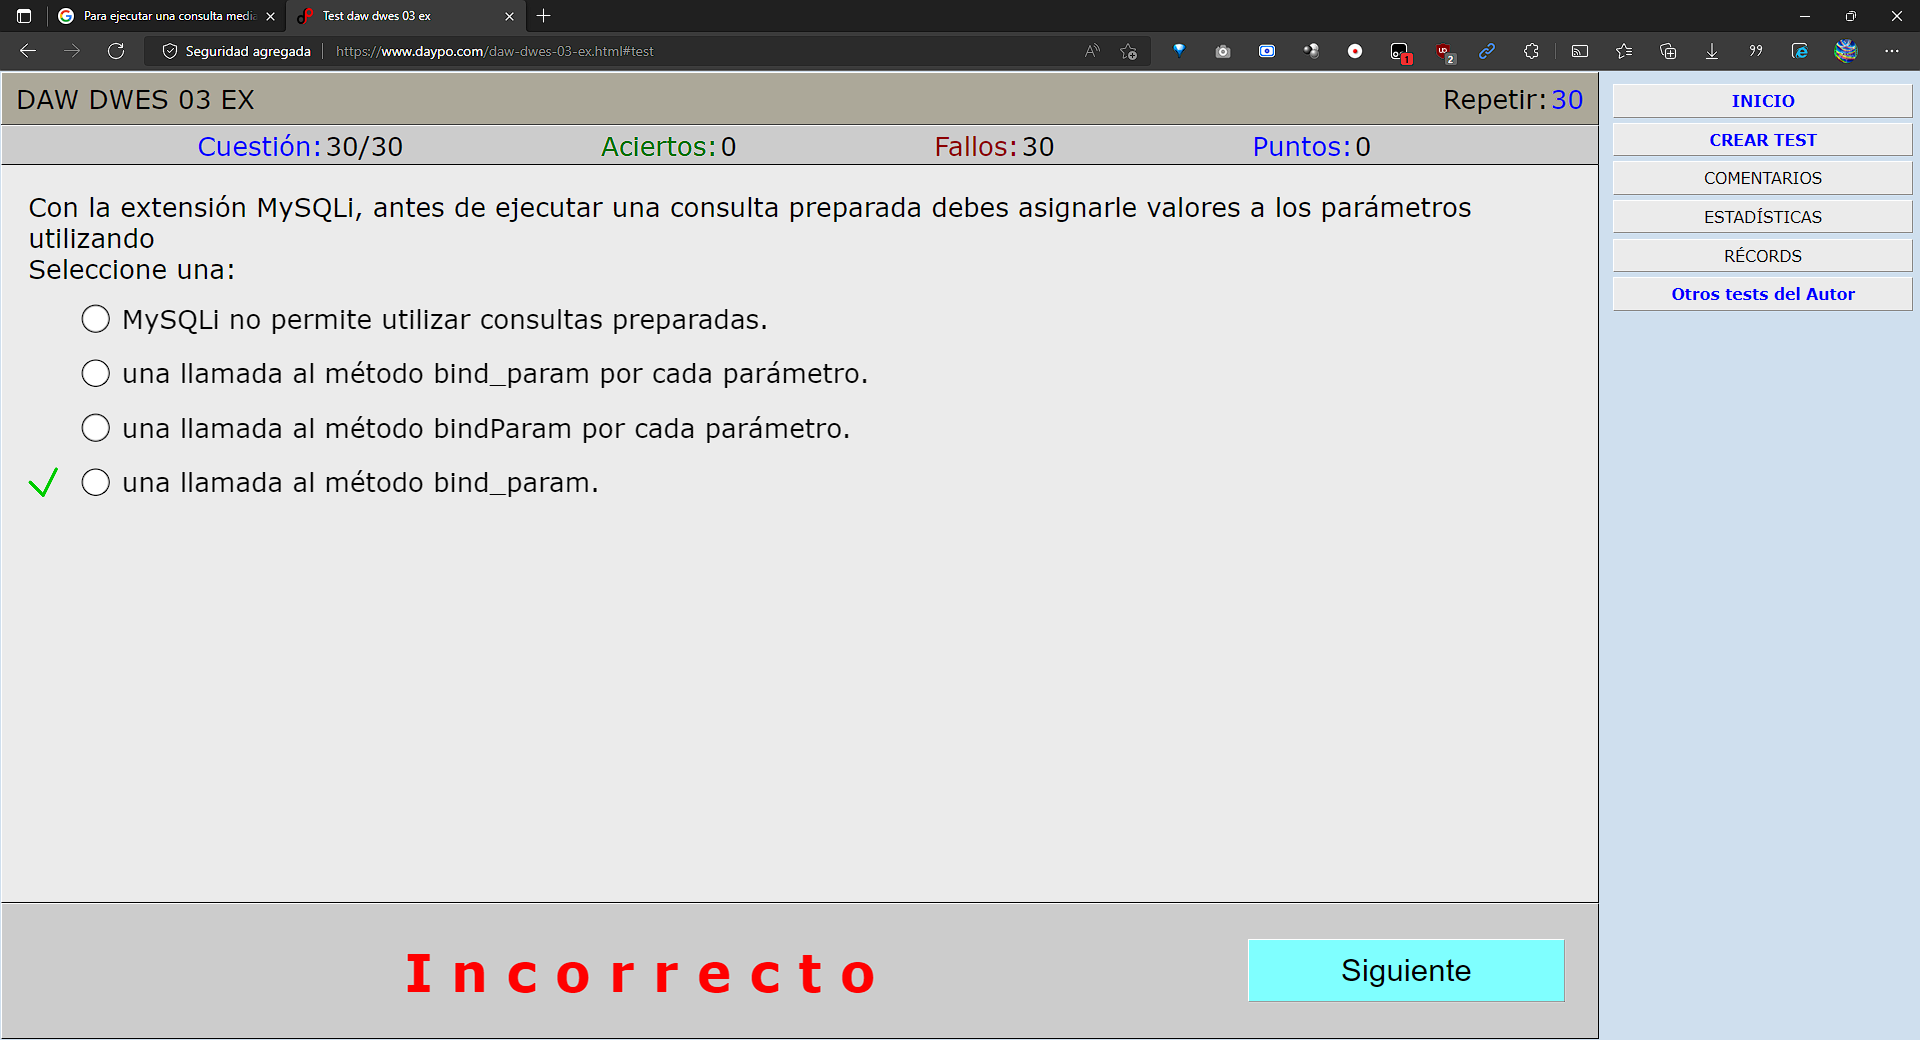 Para ejecutar una consulta media
Test daw dwes 03 ex
Seguridad agregada
https://www.daypo.com/daw-dwes-03-ex.html#test
1
2
DAW DWES 03 EX
Repetir: 30
Cuestión: 30/30
Aciertos: 0
Fallos: 30
Puntos: 0
Con la extensión MySQLi, antes de ejecutar una consulta preparada debes asignarle valores a los parámetros
utilizando
Seleccione una:
MySQLi no permite utilizar consultas preparadas.
una llamada al método bind_param por cada parámetro.
una llamada al método bindParam por cada parámetro.
una llamada al método bind_param.
Incorrecto
Siguiente
INICIO
CREAR TEST
COMENTARIOS
ESTADÍSTICAS
RÉCORDS
Otros tests del Autor